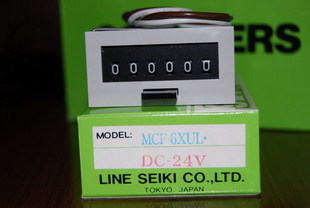 ERS
000000
MODEL: MCF-6XUL·
DC-24V
LINE SEIKI CO.,LTD.
TOKYO. JAPAN